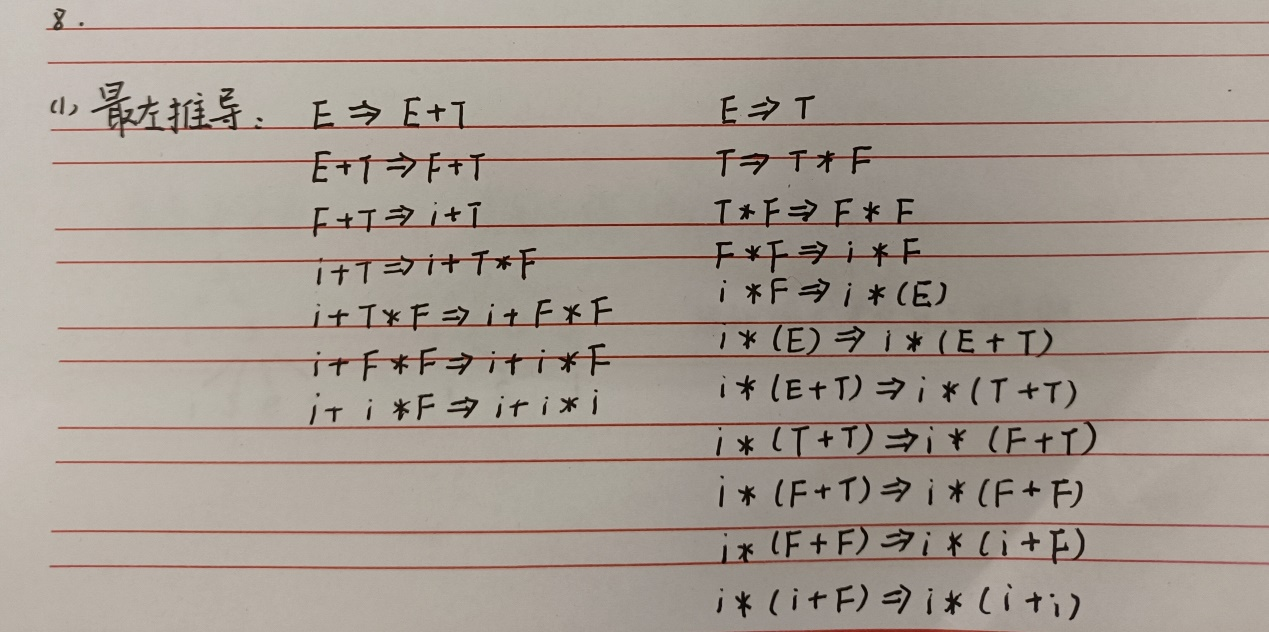 8.
(1) 最左推导: E ⇒ E+T
E+T ⇒ F+T
F+T ⇒ i+T
i+T ⇒ i+T*F
i+T*F ⇒ i+F*F
i+F*F ⇒ i+i*F
i+i*F ⇒ i+i*i
E ⇒ T
T ⇒ T*F
T*F ⇒ F*F
F*F ⇒ i*F
i*F ⇒ i*(E)
i*(E) ⇒ i*(E+T)
i*(E+T) ⇒ i*(T+T)
i*(T+T) ⇒ i*(F+T)
i*(F+T) ⇒ i*(F+F)
i*(F+F) ⇒ i*(i+F)
i*(i+F) ⇒ i*(i+i)